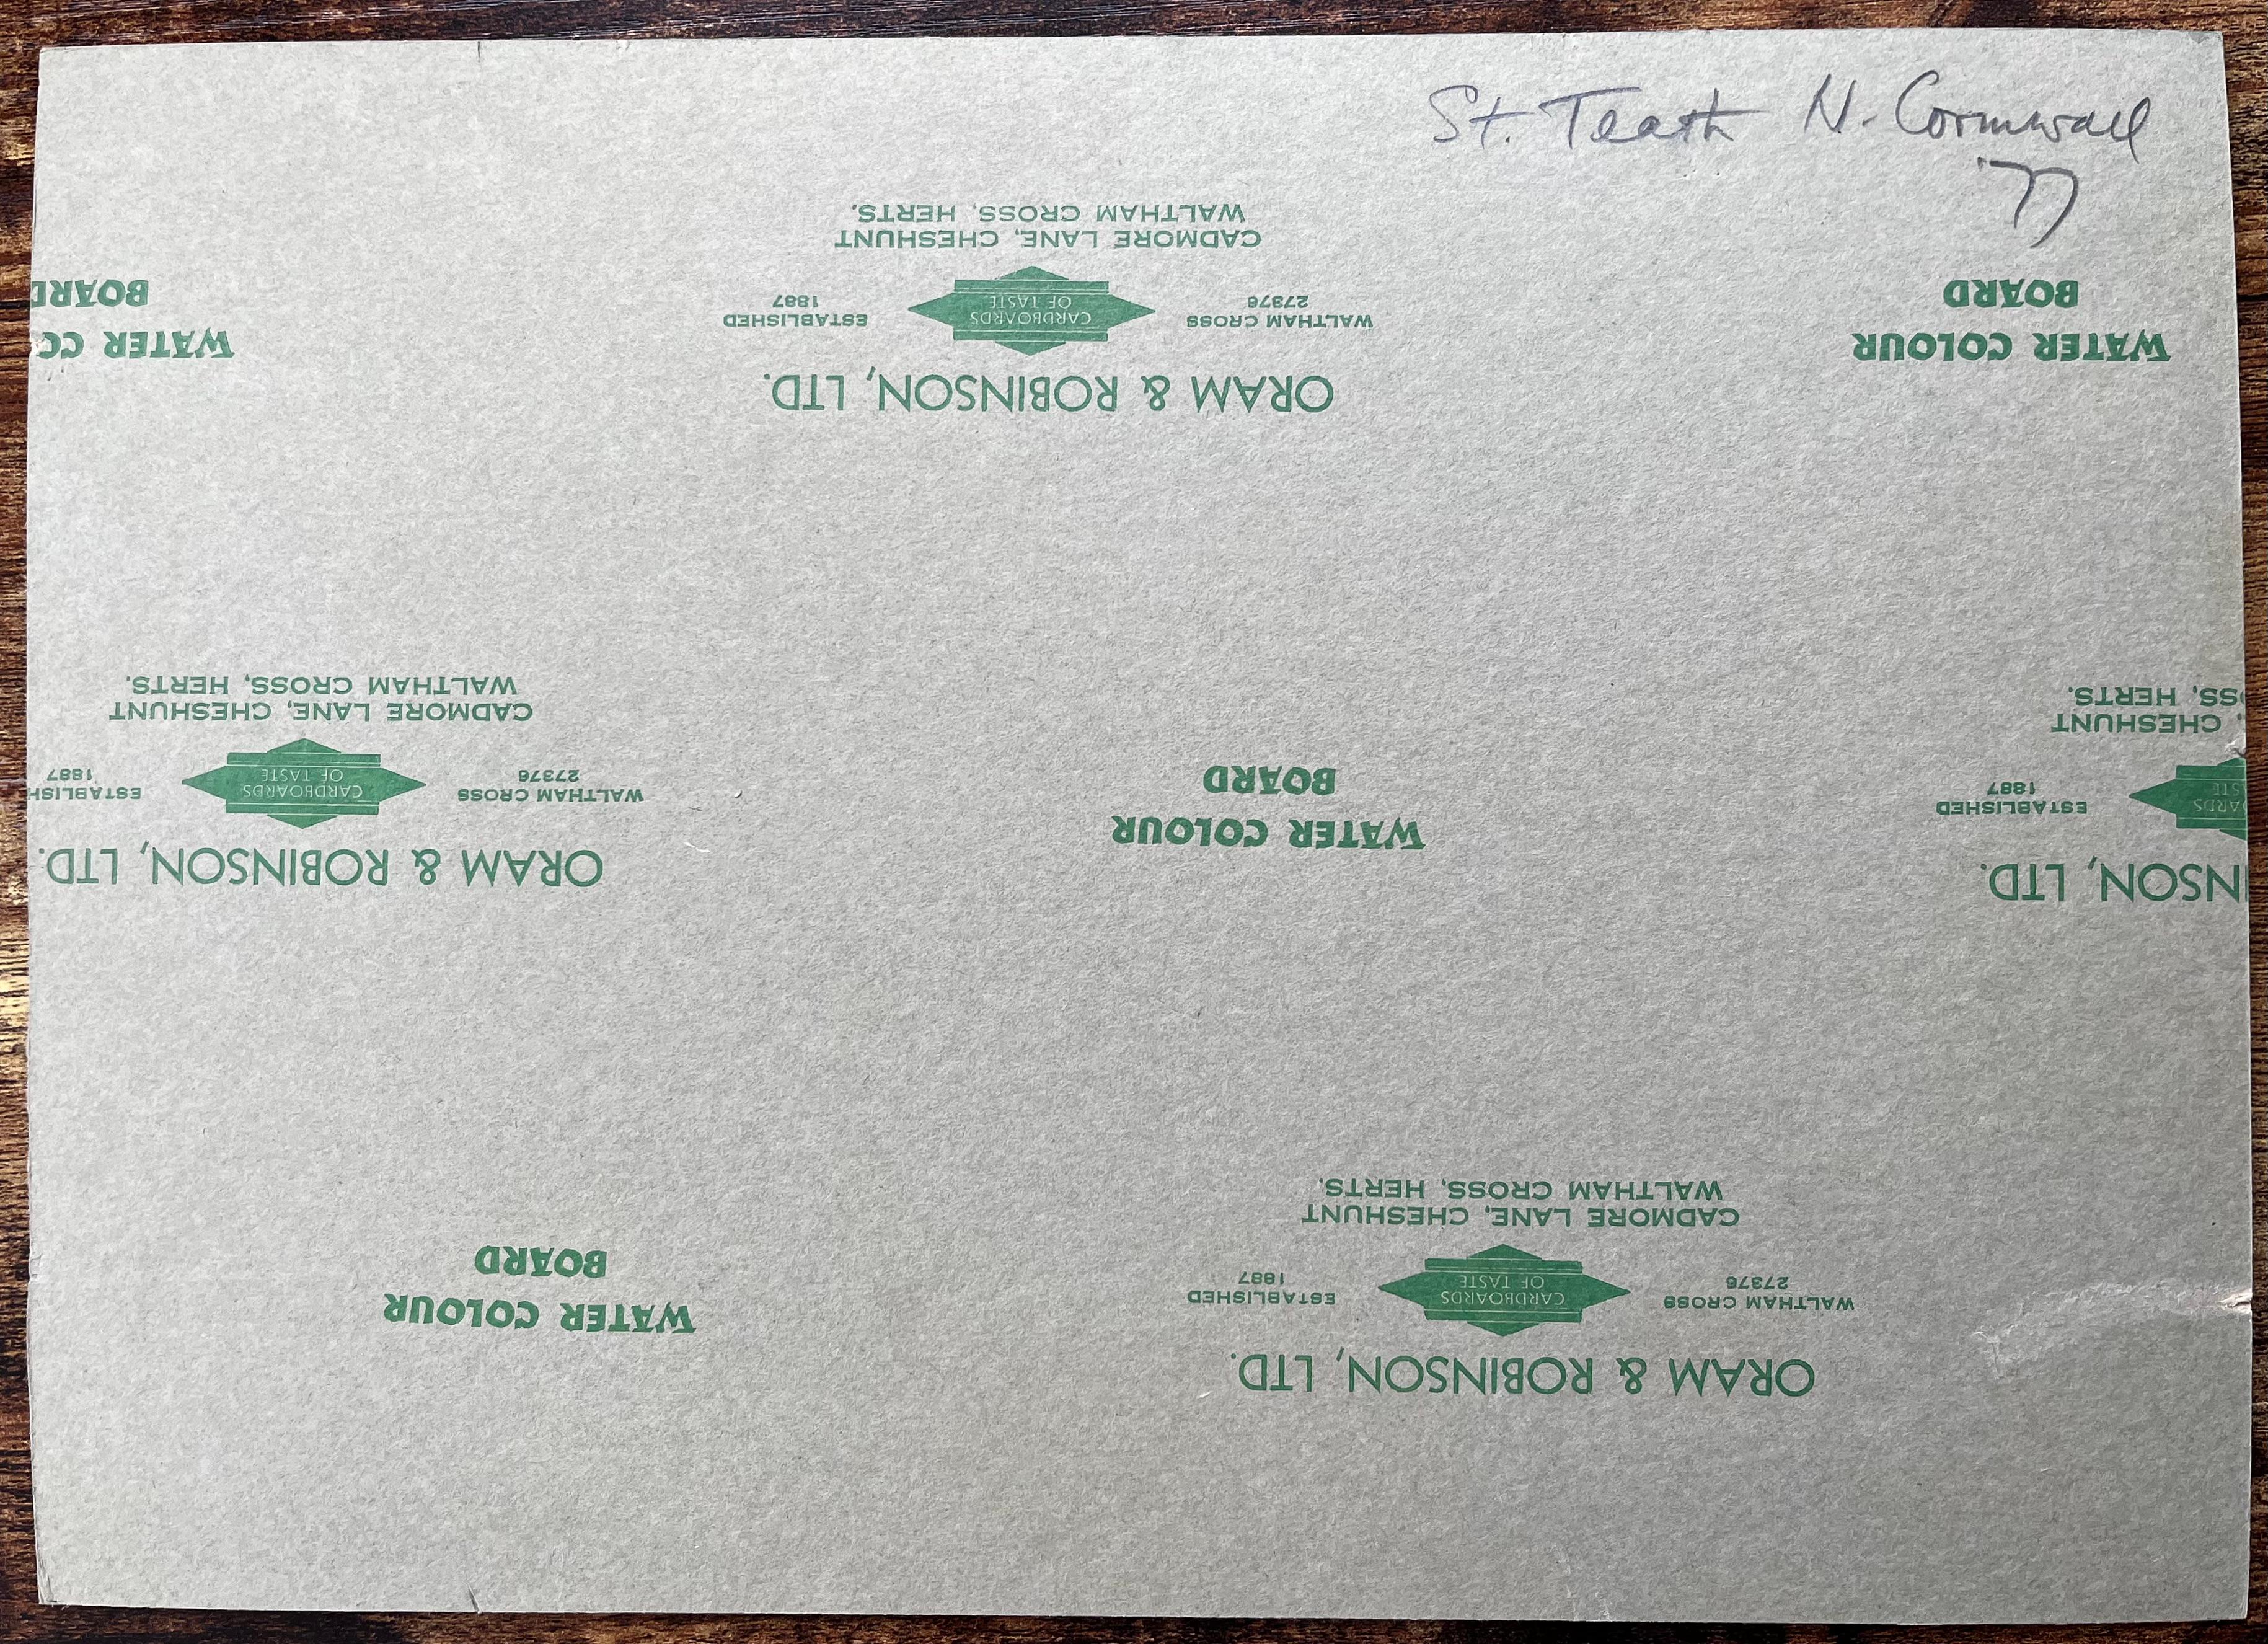 St. Teath N. Cornwall
'77
WATER COLOUR
BOARD
ORAM & ROBINSON, LTD.
WALTHAM CROSS
27376
CARDBOARDS
OF TASTE
ESTABLISHED
1887
CADMORE LANE, CHESHUNT
WALTHAM CROSS, HERTS.
WATER CO
BOARD
NSON, LTD.
ARDS
STE
ESTABLISHED
1887
CHESHUNT
SS, HERTS.
WATER COLOUR
BOARD
ORAM & ROBINSON, LTD.
WALTHAM CROSS
27376
CARDBOARDS
OF TASTE
ESTABLISH
1887
CADMORE LANE, CHESHUNT
WALTHAM CROSS, HERTS.
ORAM & ROBINSON, LTD.
WALTHAM CROSS
27376
CARDBOARDS
OF TASTE
ESTABLISHED
1887
CADMORE LANE, CHESHUNT
WALTHAM CROSS, HERTS.
WATER COLOUR
BOARD